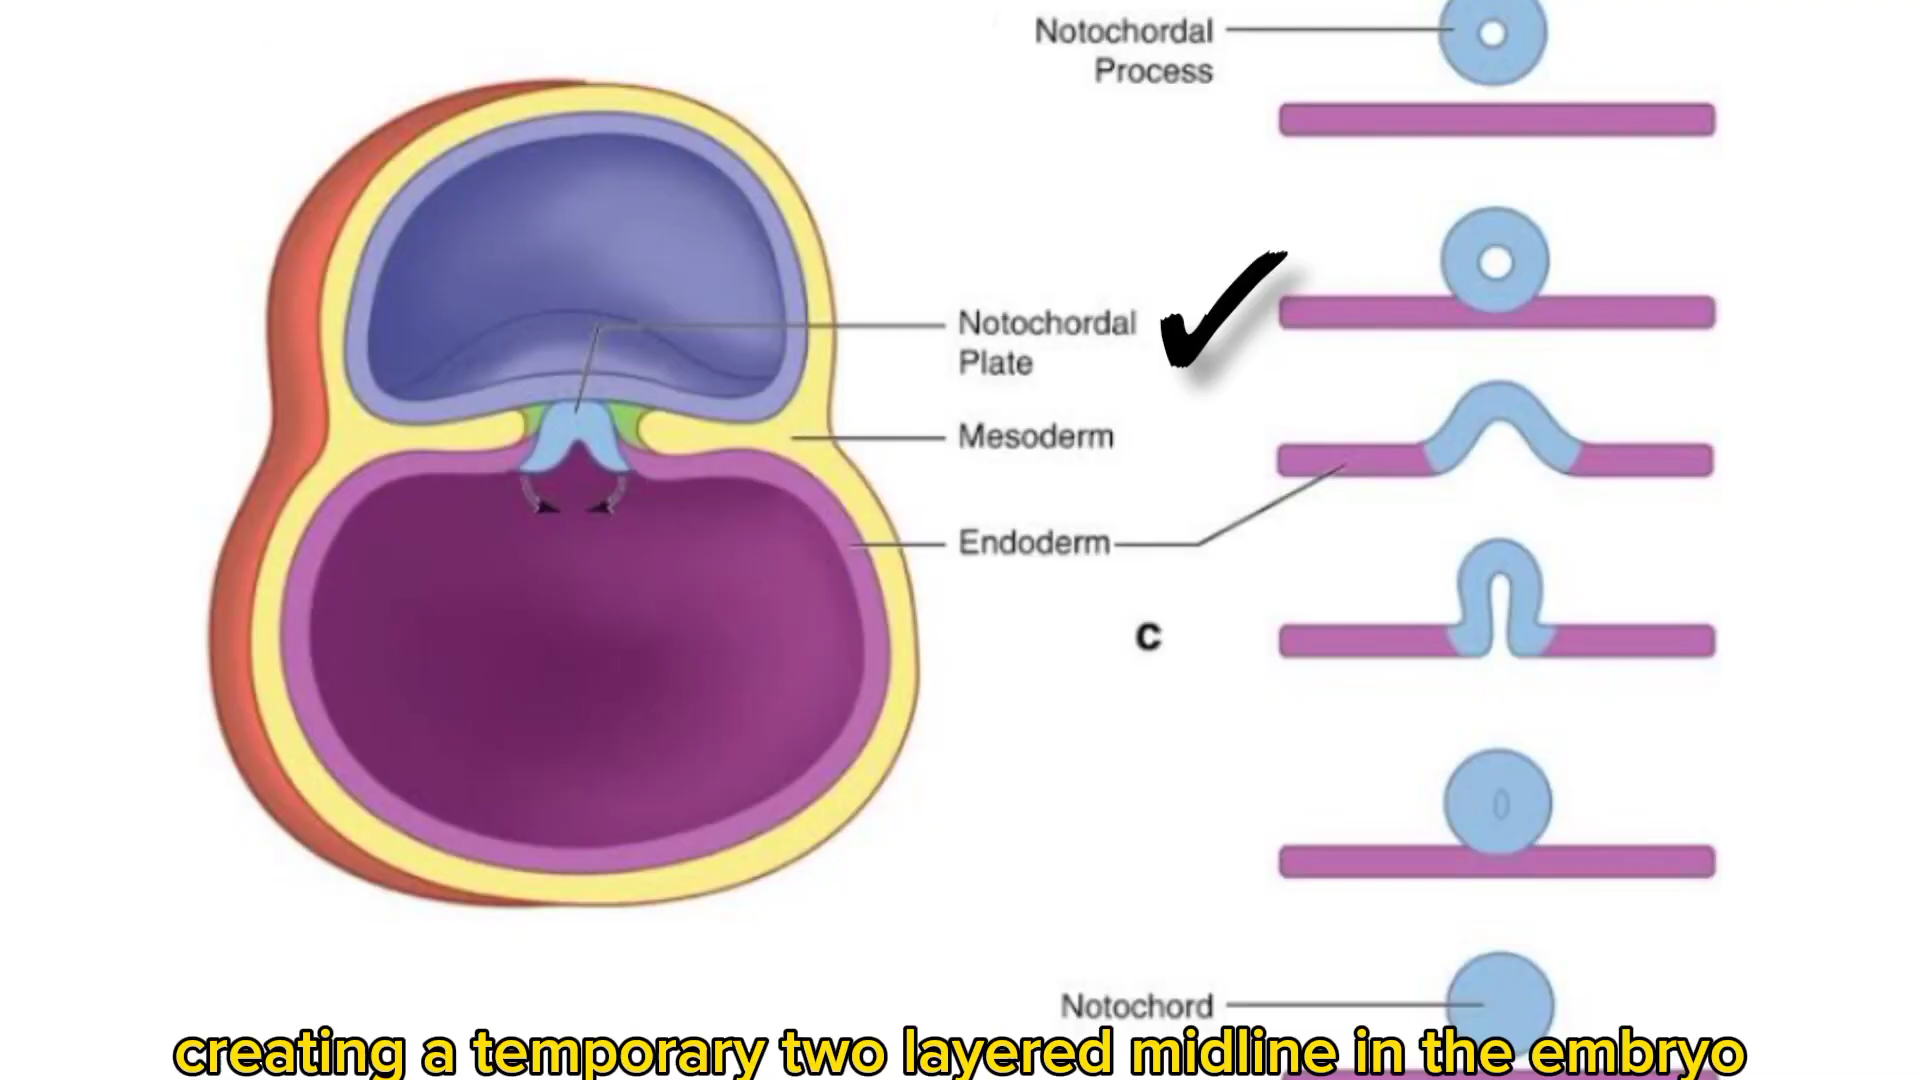 Notochordal
Process
Notochordal
Plate
Mesoderm
Endoderm
c
Notochord
creating a temporary two layered midline in the embryo